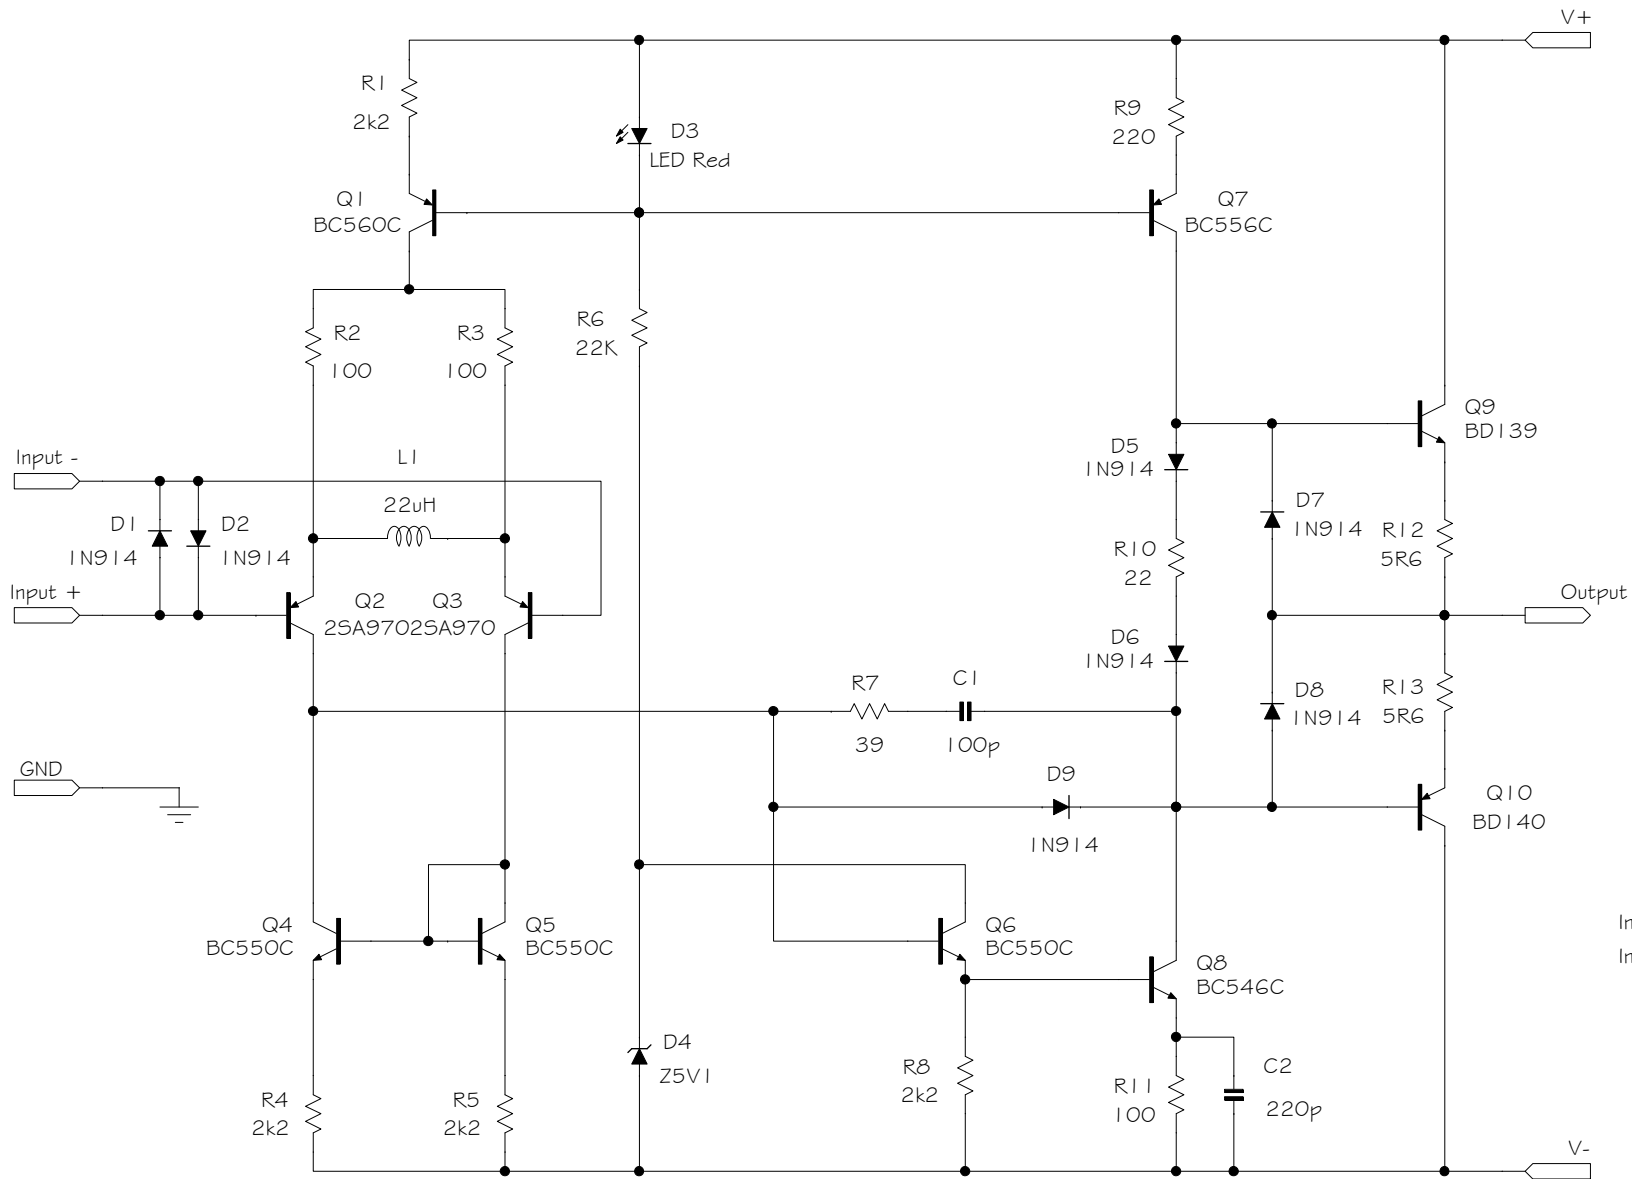 V+
R1
2k2
D3
LED Red
R9
220
Q1
BC560C
Q7
BC556C
R2
100
R3
100
R6
22K
Q9
BD139
D5
1N914
Input -
L1
22uH
D1
1N914
D2
1N914
D7
1N914
R12
5R6
R10
22
Input +
Q2
2SA970
Q3
2SA970
Output
D6
1N914
R7
39
C1
100p
D8
1N914
R13
5R6
GND
D9
1N914
Q10
BD140
Q4
BC550C
Q5
BC550C
Q6
BC550C
Q8
BC546C
In
In
D4
Z5V1
R8
2k2
R11
100
C2
220p
R4
2k2
R5
2k2
V-